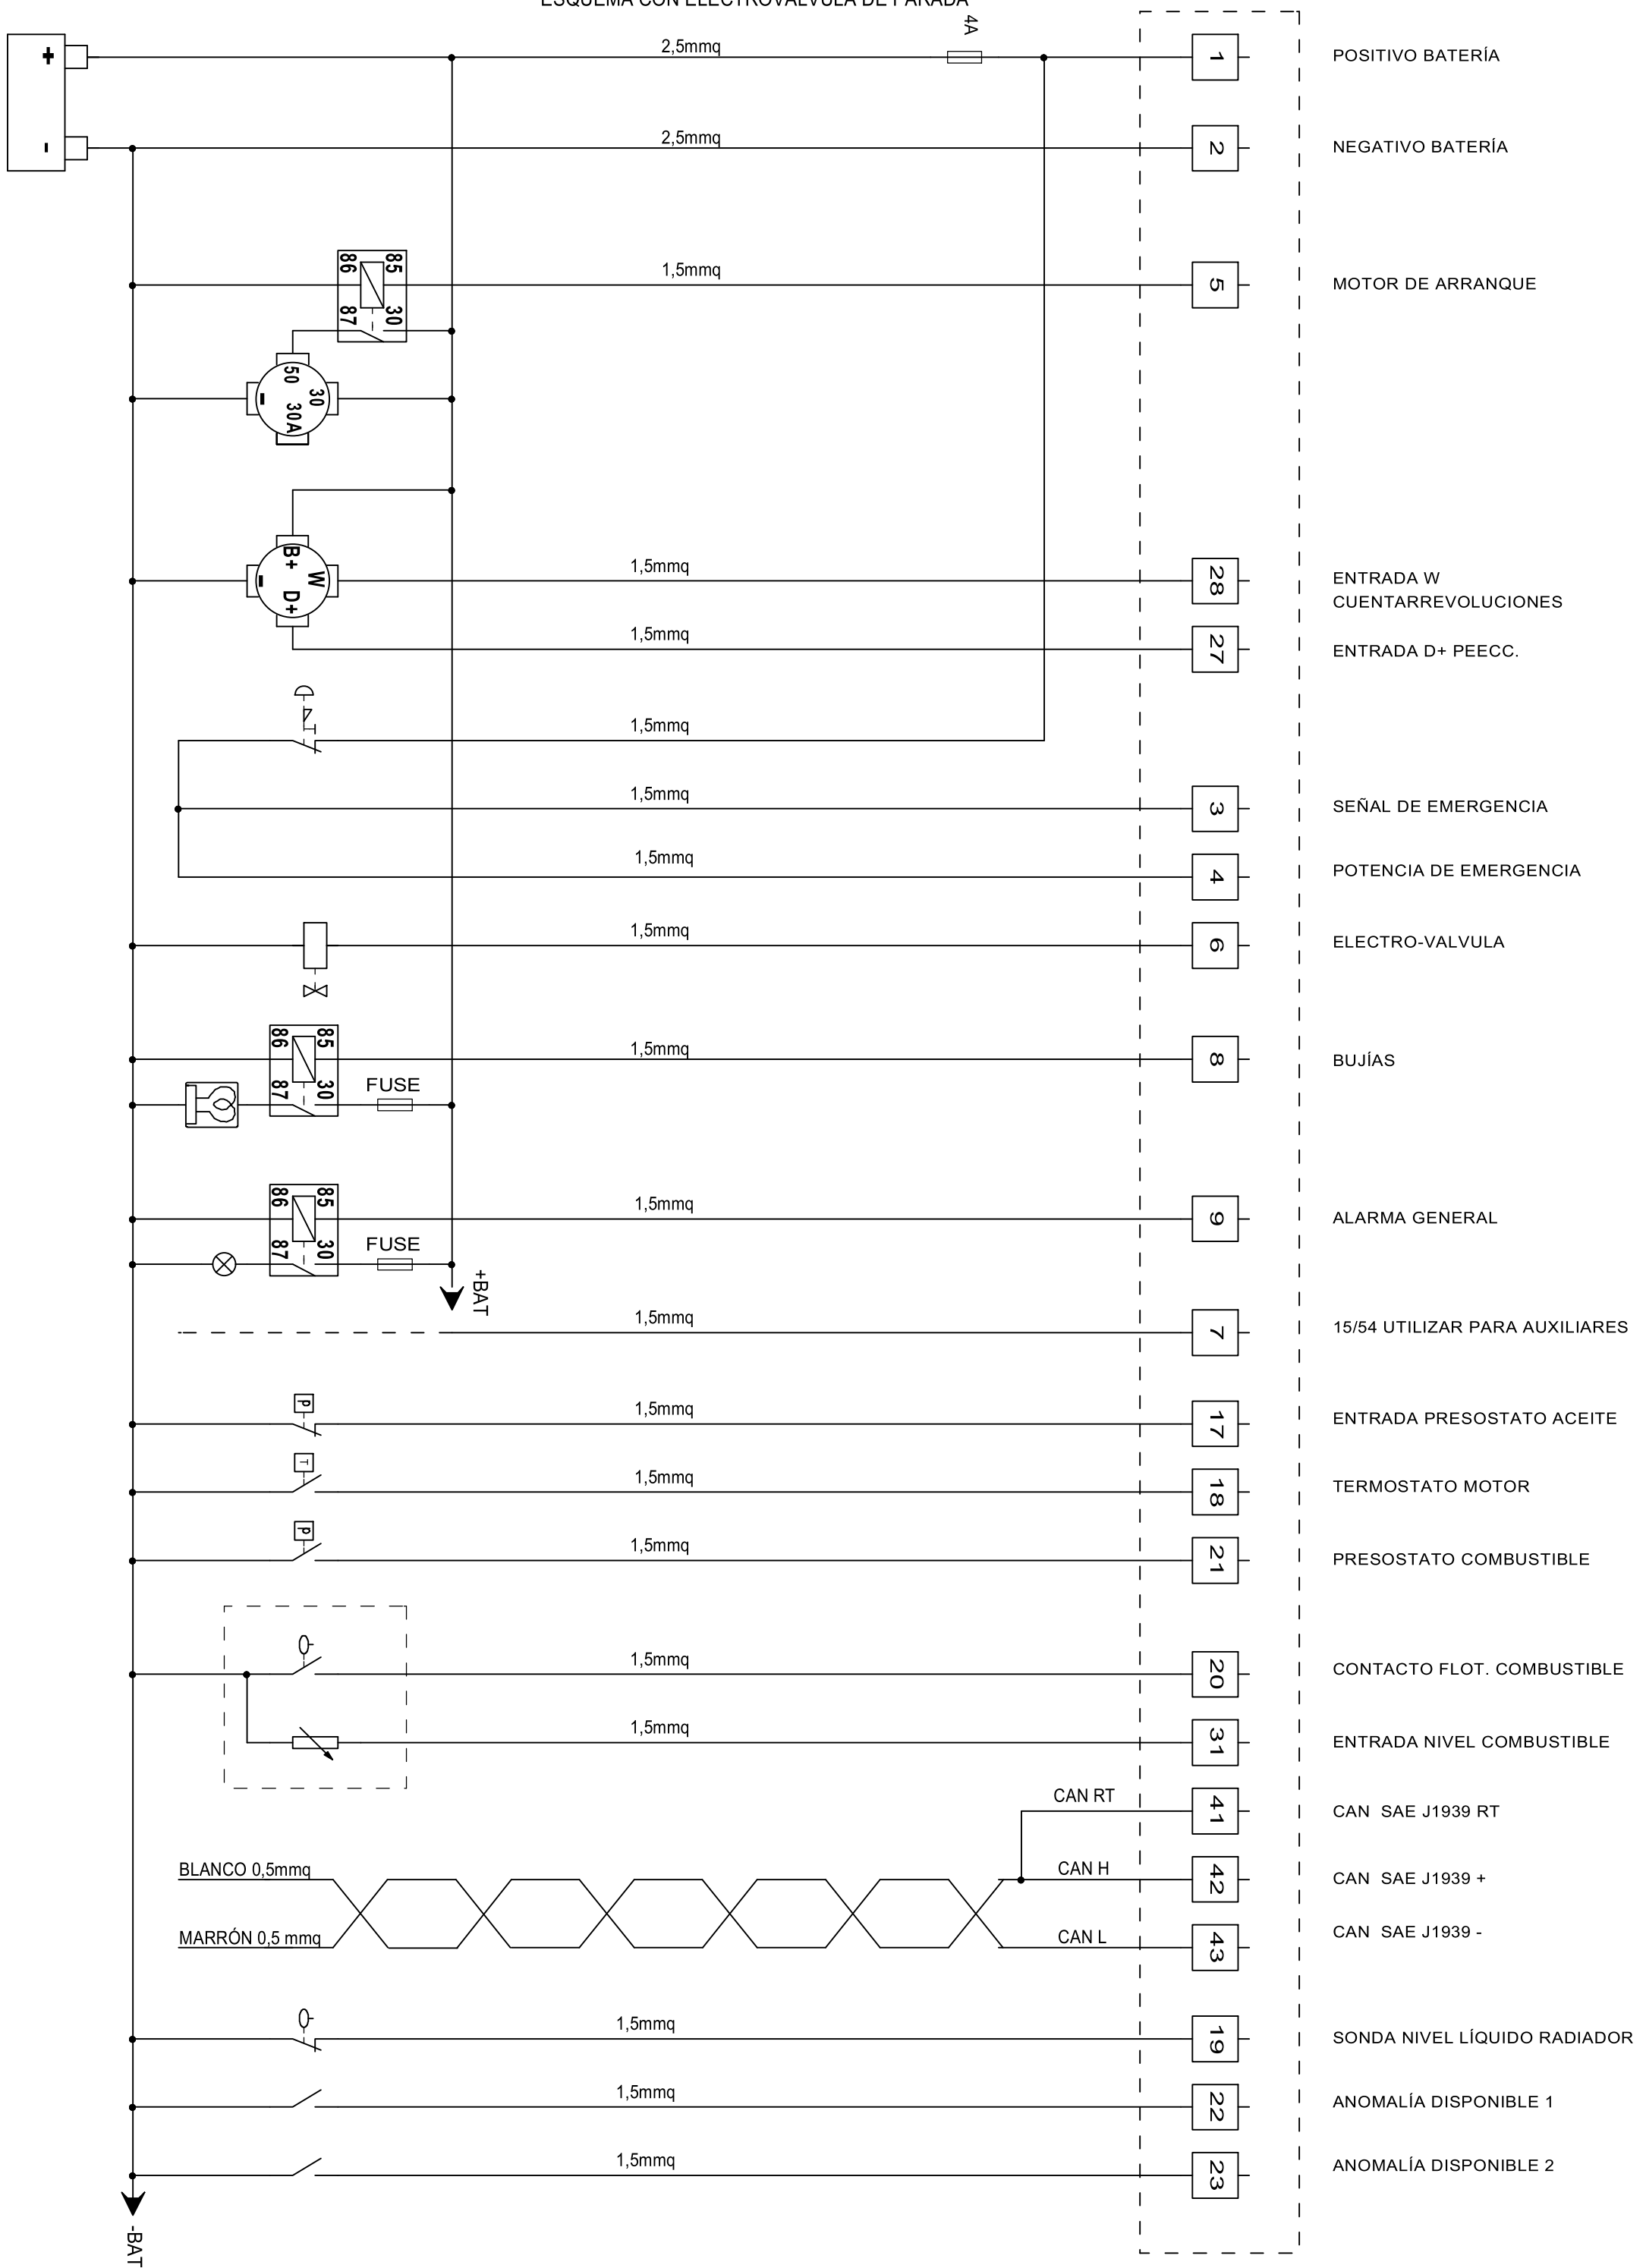 ESQUEMA CON ELECTROVALVULA DE PARADA
+ 2,5mmq 4A 1 POSITIVO BATERÍA
- 2,5mmq 2 NEGATIVO BATERÍA
86 85 87 30 1,5mmq 5 MOTOR DE ARRANQUE
50 30 30A -
B+ W D+ - 1,5mmq 28 ENTRADA W
CUENTARREVOLUCIONES
1,5mmq 27 ENTRADA D+ PEECC.
1,5mmq
1,5mmq 3 SEÑAL DE EMERGENCIA
1,5mmq 4 POTENCIA DE EMERGENCIA
1,5mmq 6 ELECTRO-VALVULA
86 85 87 30 1,5mmq 8 BUJÍAS
FUSE
86 85 87 30 1,5mmq 9 ALARMA GENERAL
FUSE
+BAT
1,5mmq 7 15/54 UTILIZAR PARA AUXILIARES
P 1,5mmq 17 ENTRADA PRESOSTATO ACEITE
T 1,5mmq 18 TERMOSTATO MOTOR
P 1,5mmq 21 PRESOSTATO COMBUSTIBLE
1,5mmq 20 CONTACTO FLOT. COMBUSTIBLE
1,5mmq 31 ENTRADA NIVEL COMBUSTIBLE
CAN RT 41 CAN SAE J1939 RT
BLANCO 0,5mmq CAN H 42 CAN SAE J1939 +
MARRÓN 0,5 mmq CAN L 43 CAN SAE J1939 -
1,5mmq 19 SONDA NIVEL LÍQUIDO RADIADOR
1,5mmq 22 ANOMALÍA DISPONIBLE 1
1,5mmq 23 ANOMALÍA DISPONIBLE 2
-BAT